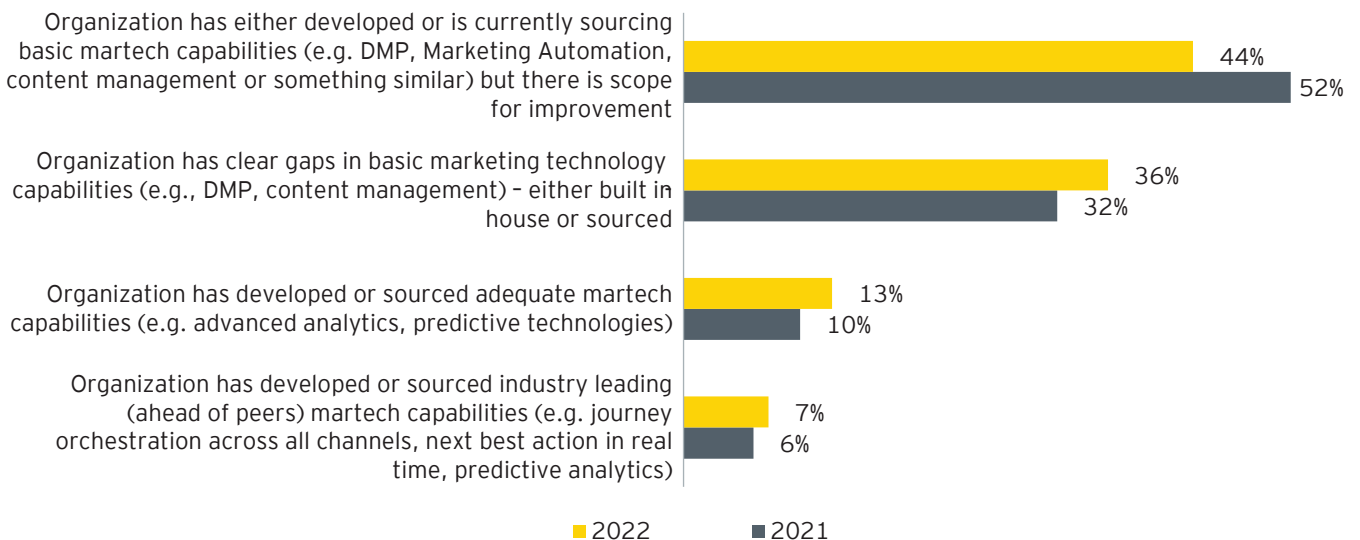 Organization has either developed or is currently sourcing
basic martech capabilities (e.g. DMP, Marketing Automation,
content management or something similar) but there is scope
for improvement
44%
52%
Organization has clear gaps in basic marketing technology
capabilities (e.g., DMP, content management) – either built in-
house or sourced
36%
32%
Organization has developed or sourced adequate martech
capabilities (e.g. advanced analytics, predictive technologies)
13%
10%
Organization has developed or sourced industry leading
(ahead of peers) martech capabilities (e.g. journey
orchestration across all channels, next best action in real
time, predictive analytics)
7%
6%
2022 2021